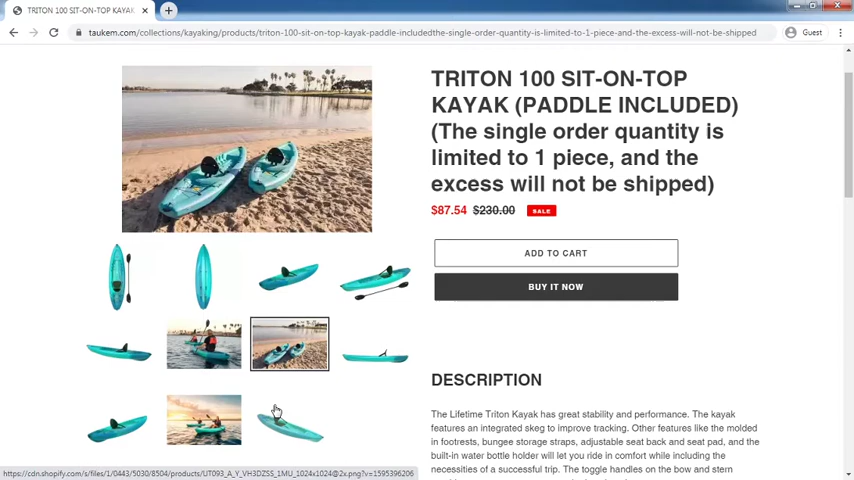 TRITON 100 SIT-ON-TOP KAYAK
Guest
taukem.com/collections/kayaking/products/triton-100-sit-on-top-kayak-paddle-includedthe-single-order-quantity-is-limited-to-1-piece-and-the-excess-will-not-be-shipped
TRITON 100 SIT-ON-TOP
KAYAK (PADDLE INCLUDED)
(The single order quantity is
limited to 1 piece, and the
excess will not be shipped)
$87.54 $230.00 SALE
ADD TO CART
BUY IT NOW
DESCRIPTION
The Lifetime Triton Kayak has great stability and performance. The kayak
features an integrated skeg to improve tracking. Other features like the molded
in footrests, bungee storage straps, adjustable seat back and seat pad, and the
built-in water bottle holder will let you ride in comfort while including the
necessities of a successful trip. The toggle handles on the bow and stern
https://cdn.shopify.com/s/files/1/0443/5030/8504/products/UT093_A_Y_VH3DZSS_1MU_1024x1024@2x.png?v=1595396206